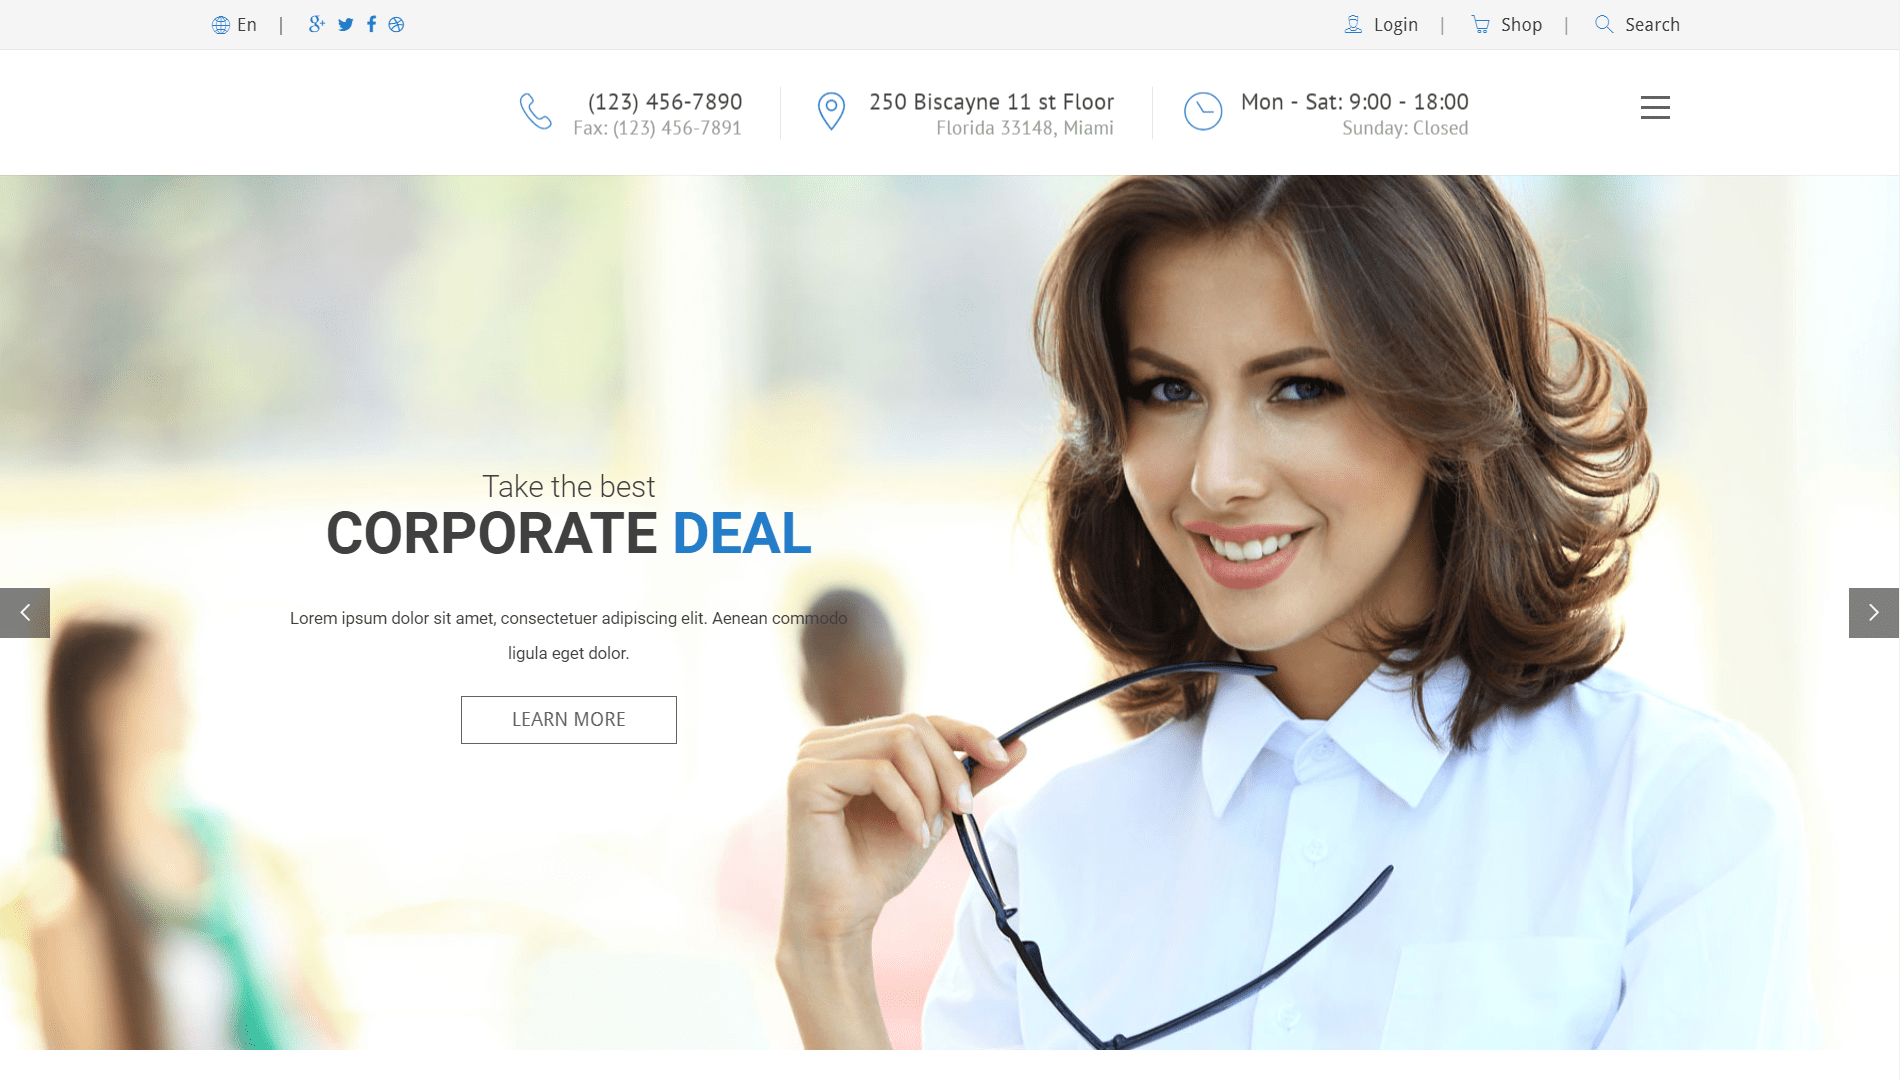 En |
Login | Shop | Search
(123) 456-7890
Fax: (123) 456-7891
250 Biscayne 11 st Floor
Florida 33148, Miami
Mon - Sat: 9:00 - 18:00
Sunday: Closed
Take the best
CORPORATE DEAL
Lorem ipsum dolor sit amet, consectetuer adipiscing elit. Aenean commodo
ligula eget dolor.
LEARN MORE